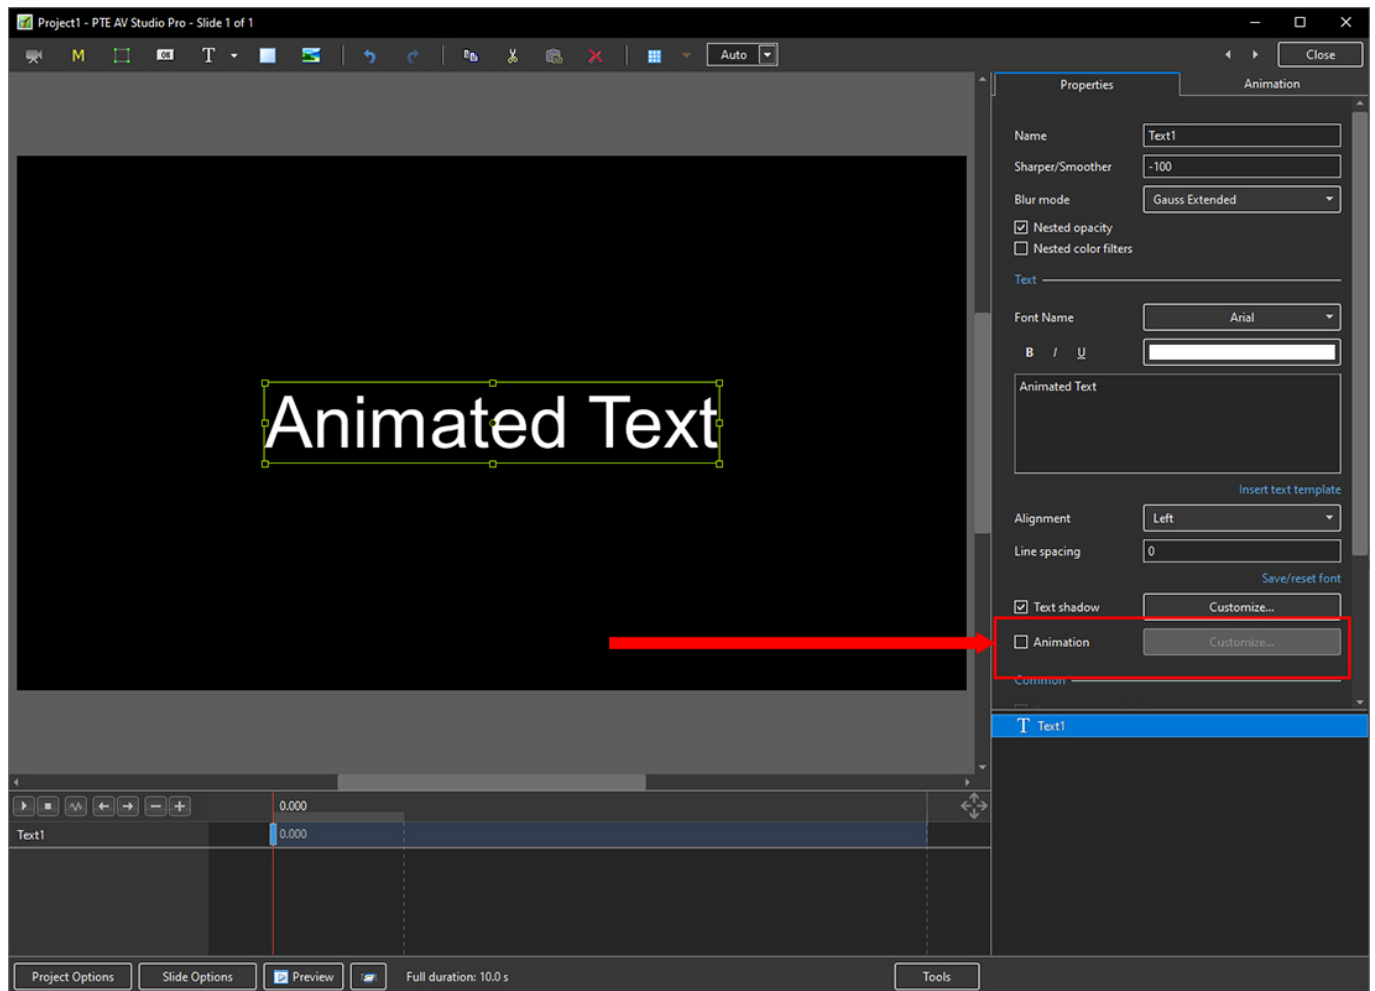 Project1 - PTE AV Studio Pro - Slide 1 of 1
M OK T Auto Close
Properties Animation
Name Text1
Sharper/Smoother -100
Blur mode Gauss Extended
Nested opacity
Nested color filters
Text
Font Name Arial
B I U
Animated Text
Animated Text
Insert text template
Alignment Left
Line spacing 0
Save/reset font
Text shadow Customize...
Animation Customize...
Common
T Text1
0.000
Text1 0.000
Project Options Slide Options Preview Full duration: 10.0 s Tools